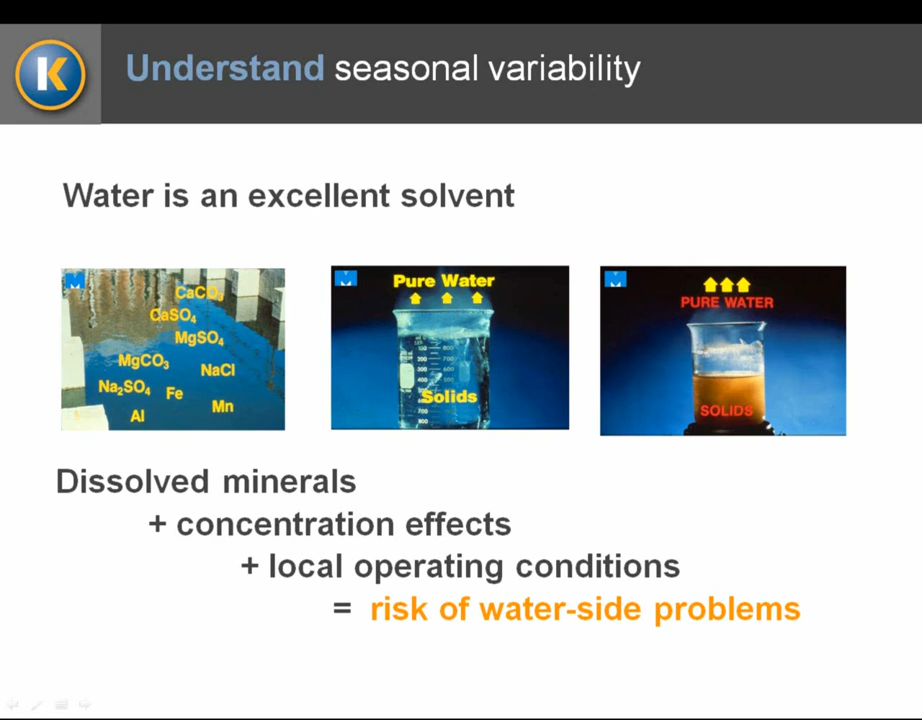 K
Understand seasonal variability
Water is an excellent solvent
CaCO₃
CaSO₄
MgSO₄
MgCO₃
NaCl
Na₂SO₄
Fe
Mn
Al
Pure Water
Solids
PURE WATER
SOLIDS
Dissolved minerals
+ concentration effects
+ local operating conditions
= risk of water-side problems